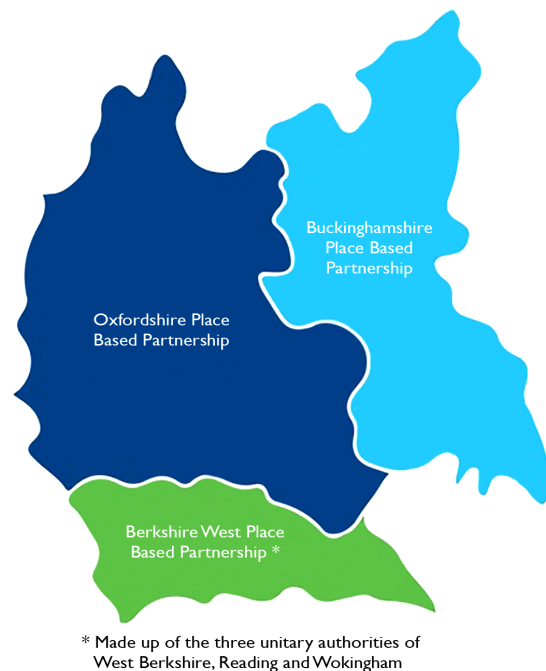 Buckinghamshire
Place Based
Partnership
Oxfordshire Place
Based Partnership
Berkshire West Place
Based Partnership *
* Made up of the three unitary authorities of
West Berkshire, Reading and Wokingham